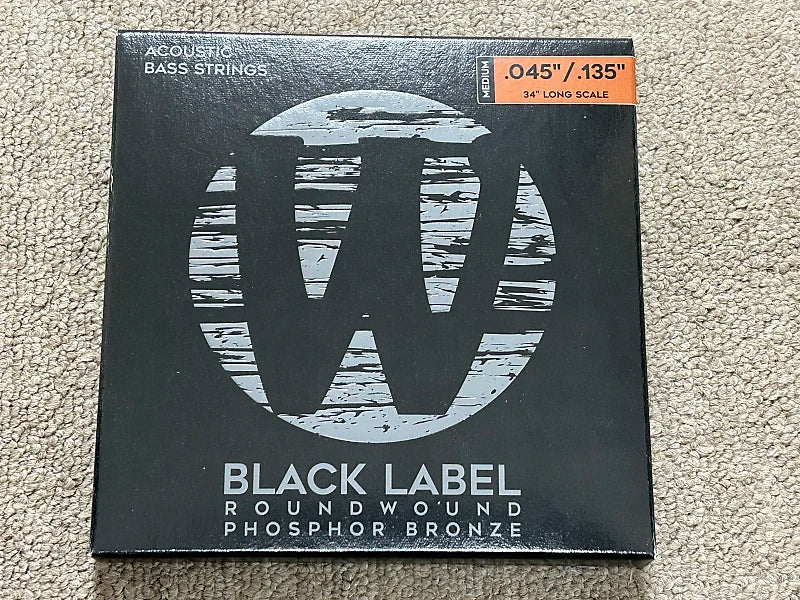 ACOUSTIC
BASS STRINGS
MEDIUM
.045"/.135"
34" LONG SCALE
W
BLACK LABEL
ROUNDWOUND
PHOSPHOR BRONZE